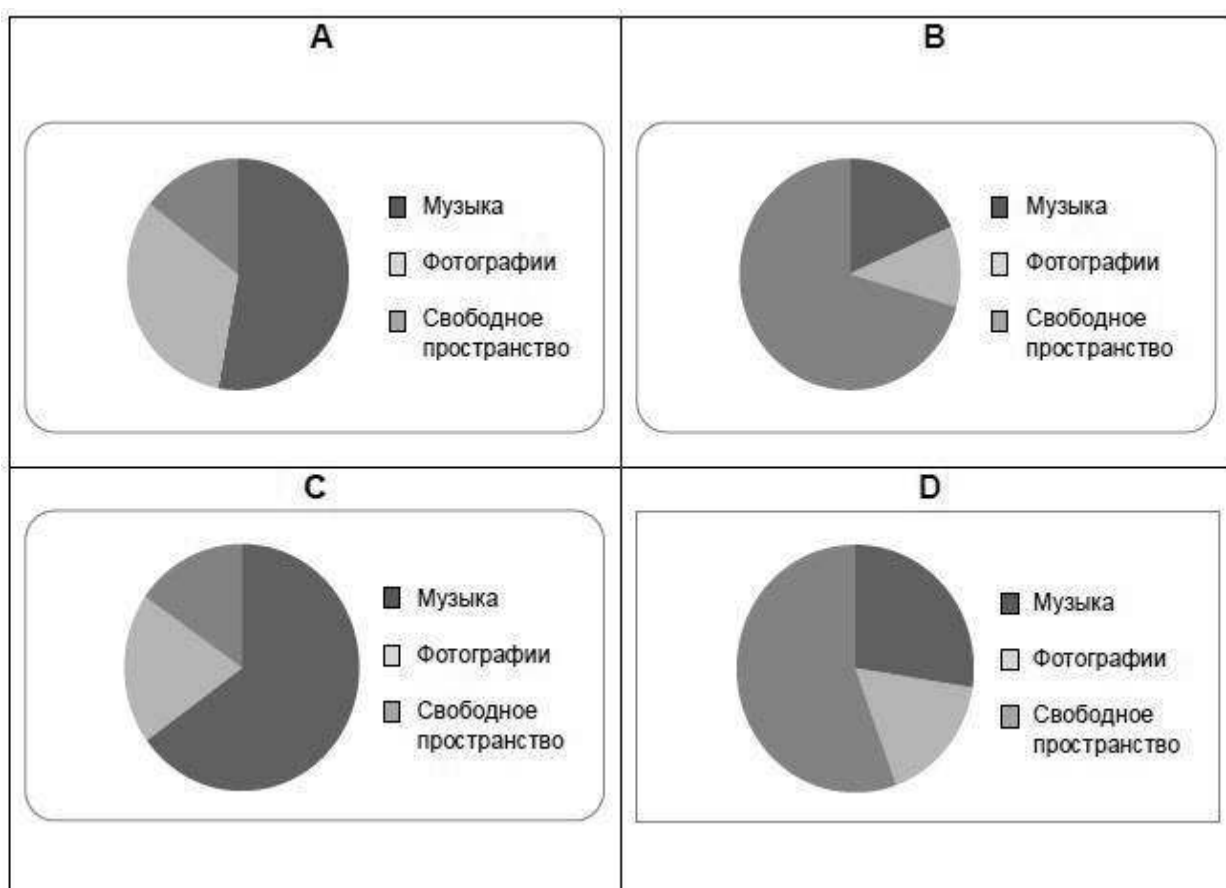 A
Музыка
Фотографии
Свободное
пространство
B
Музыка
Фотографии
Свободное
пространство
C
Музыка
Фотографии
Свободное
пространство
D
Музыка
Фотографии
Свободное
пространство